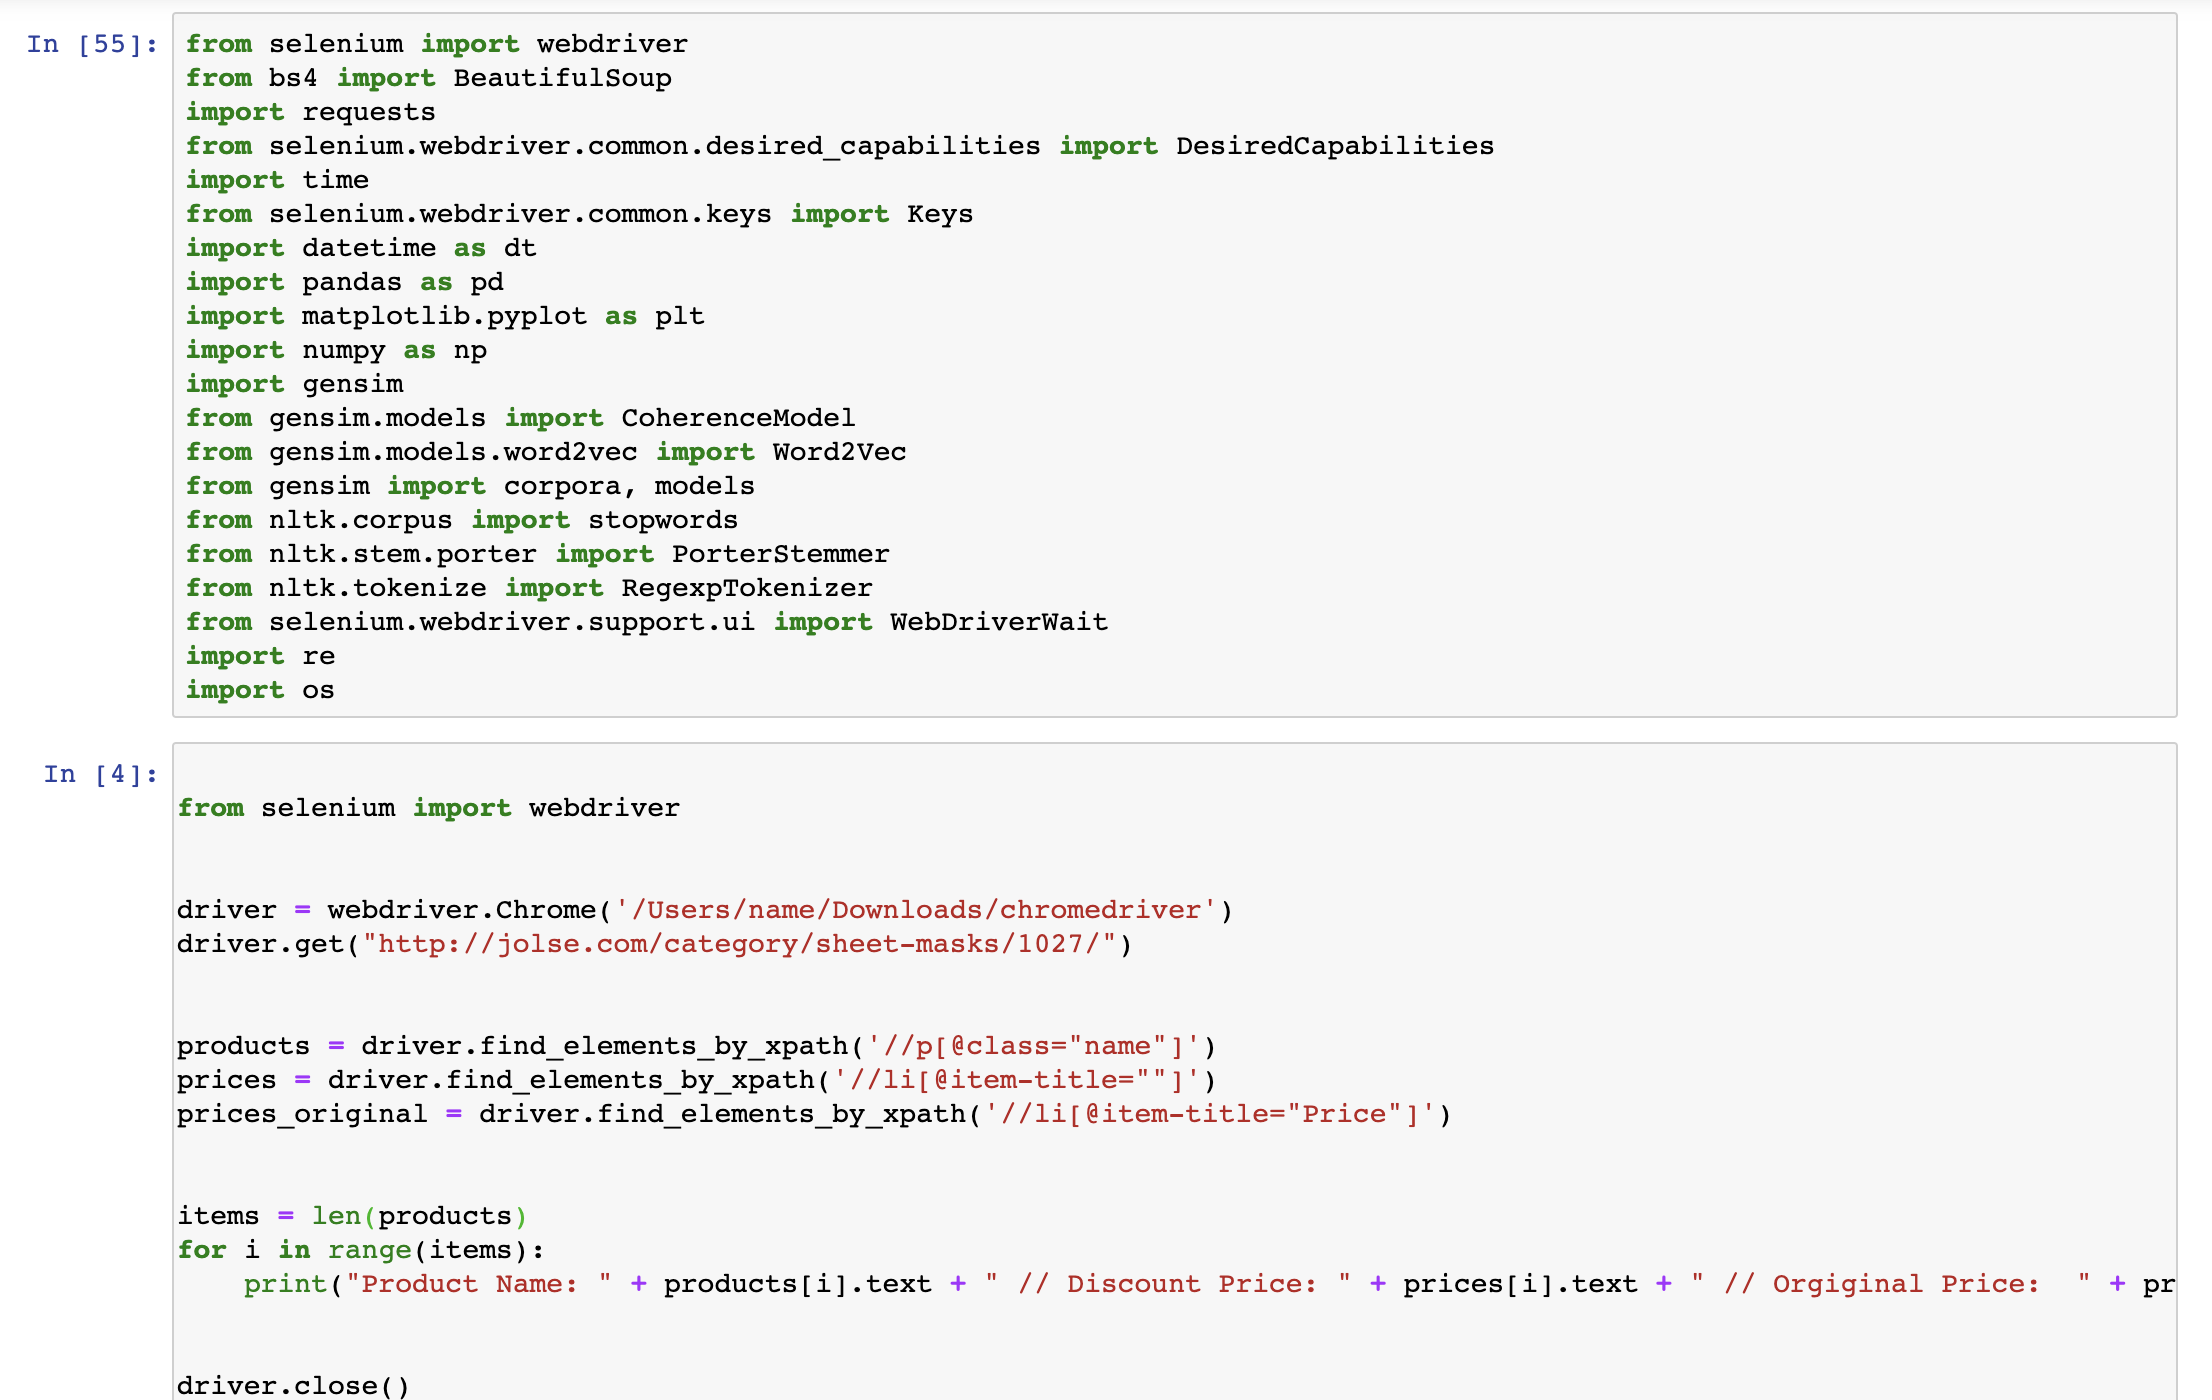 In [55]:
from selenium import webdriver
from bs4 import BeautifulSoup
import requests
from selenium.webdriver.common.desired_capabilities import DesiredCapabilities
import time
from selenium.webdriver.common.keys import Keys
import datetime as dt
import pandas as pd
import matplotlib.pyplot as plt
import numpy as np
import gensim
from gensim.models import CoherenceModel
from gensim.models.word2vec import Word2Vec
from gensim import corpora, models
from nltk.corpus import stopwords
from nltk.stem.porter import PorterStemmer
from nltk.tokenize import RegexpTokenizer
from selenium.webdriver.support.ui import WebDriverWait
import re
import os
In [4]:
from selenium import webdriver
driver = webdriver.Chrome('/Users/name/Downloads/chromedriver')
driver.get("http://jolse.com/category/sheet-masks/1027/")
products = driver.find_elements_by_xpath('//p[@class="name"]')
prices = driver.find_elements_by_xpath('//li[@item-title=""]')
prices_original = driver.find_elements_by_xpath('//li[@item-title="Price"]')
items = len(products)
for i in range(items):
    print("Product Name: " + products[i].text + " // Discount Price: " + prices[i].text + " // Orgiginal Price:  " + pr
driver.close()